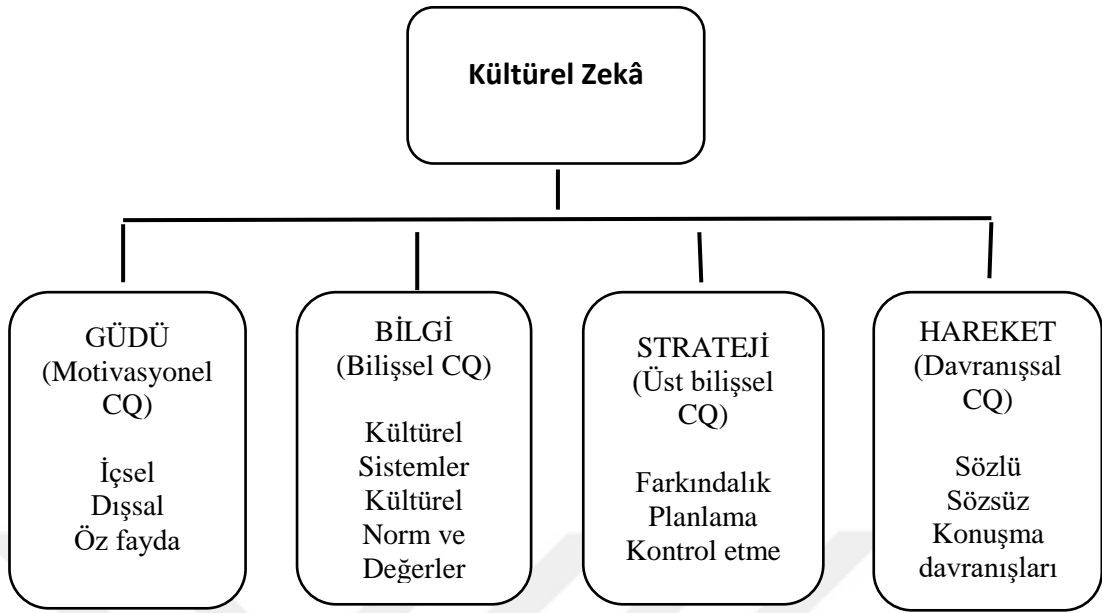 Kültürel Zekâ
GÜDÜ
(Motivasyonel
CQ)
İçsel
Dışsal
Öz fayda
BİLGİ
(Bilişsel CQ)
Kültürel
Sistemler
Kültürel
Norm ve
Değerler
STRATEJİ
(Üst bilişsel
CQ)
Farkındalık
Planlama
Kontrol etme
HAREKET
(Davranışsal
CQ)
Sözlü
Sözsüz
Konuşma
davranışları